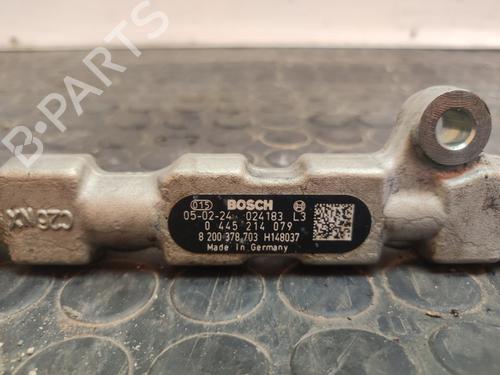 B-PARTS
015 BOSCH
05-02-24 024183 L3
0 445 214 079
8 200 378 703 H148037
Made in Germany